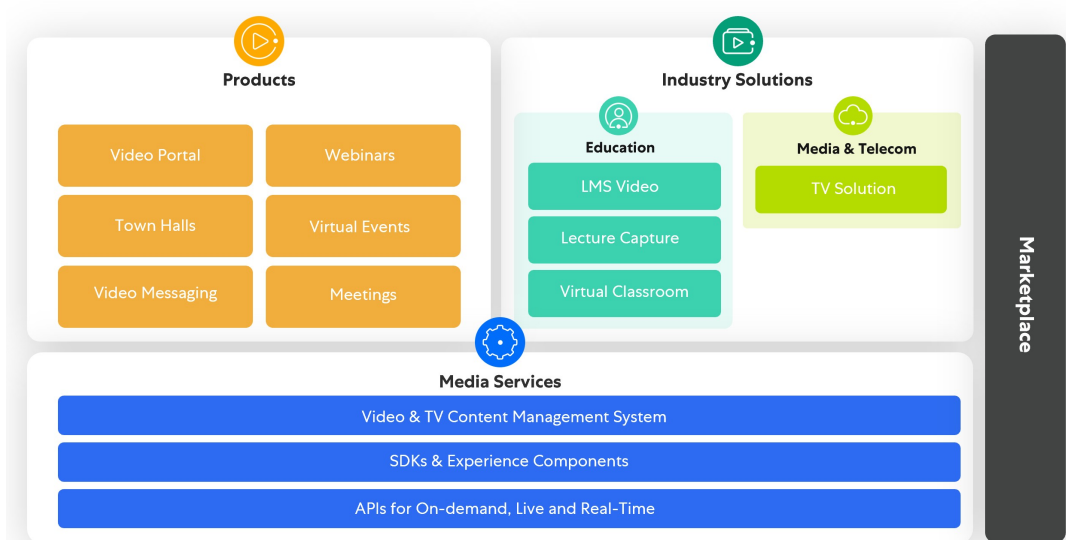 Products
Video Portal
Webinars
Town Halls
Virtual Events
Video Messaging
Meetings
Industry Solutions
Education
LMS Video
Lecture Capture
Virtual Classroom
Media & Telecom
TV Solution
Media Services
Video & TV Content Management System
SDKs & Experience Components
APIs for On-demand, Live and Real-Time
Marketplace